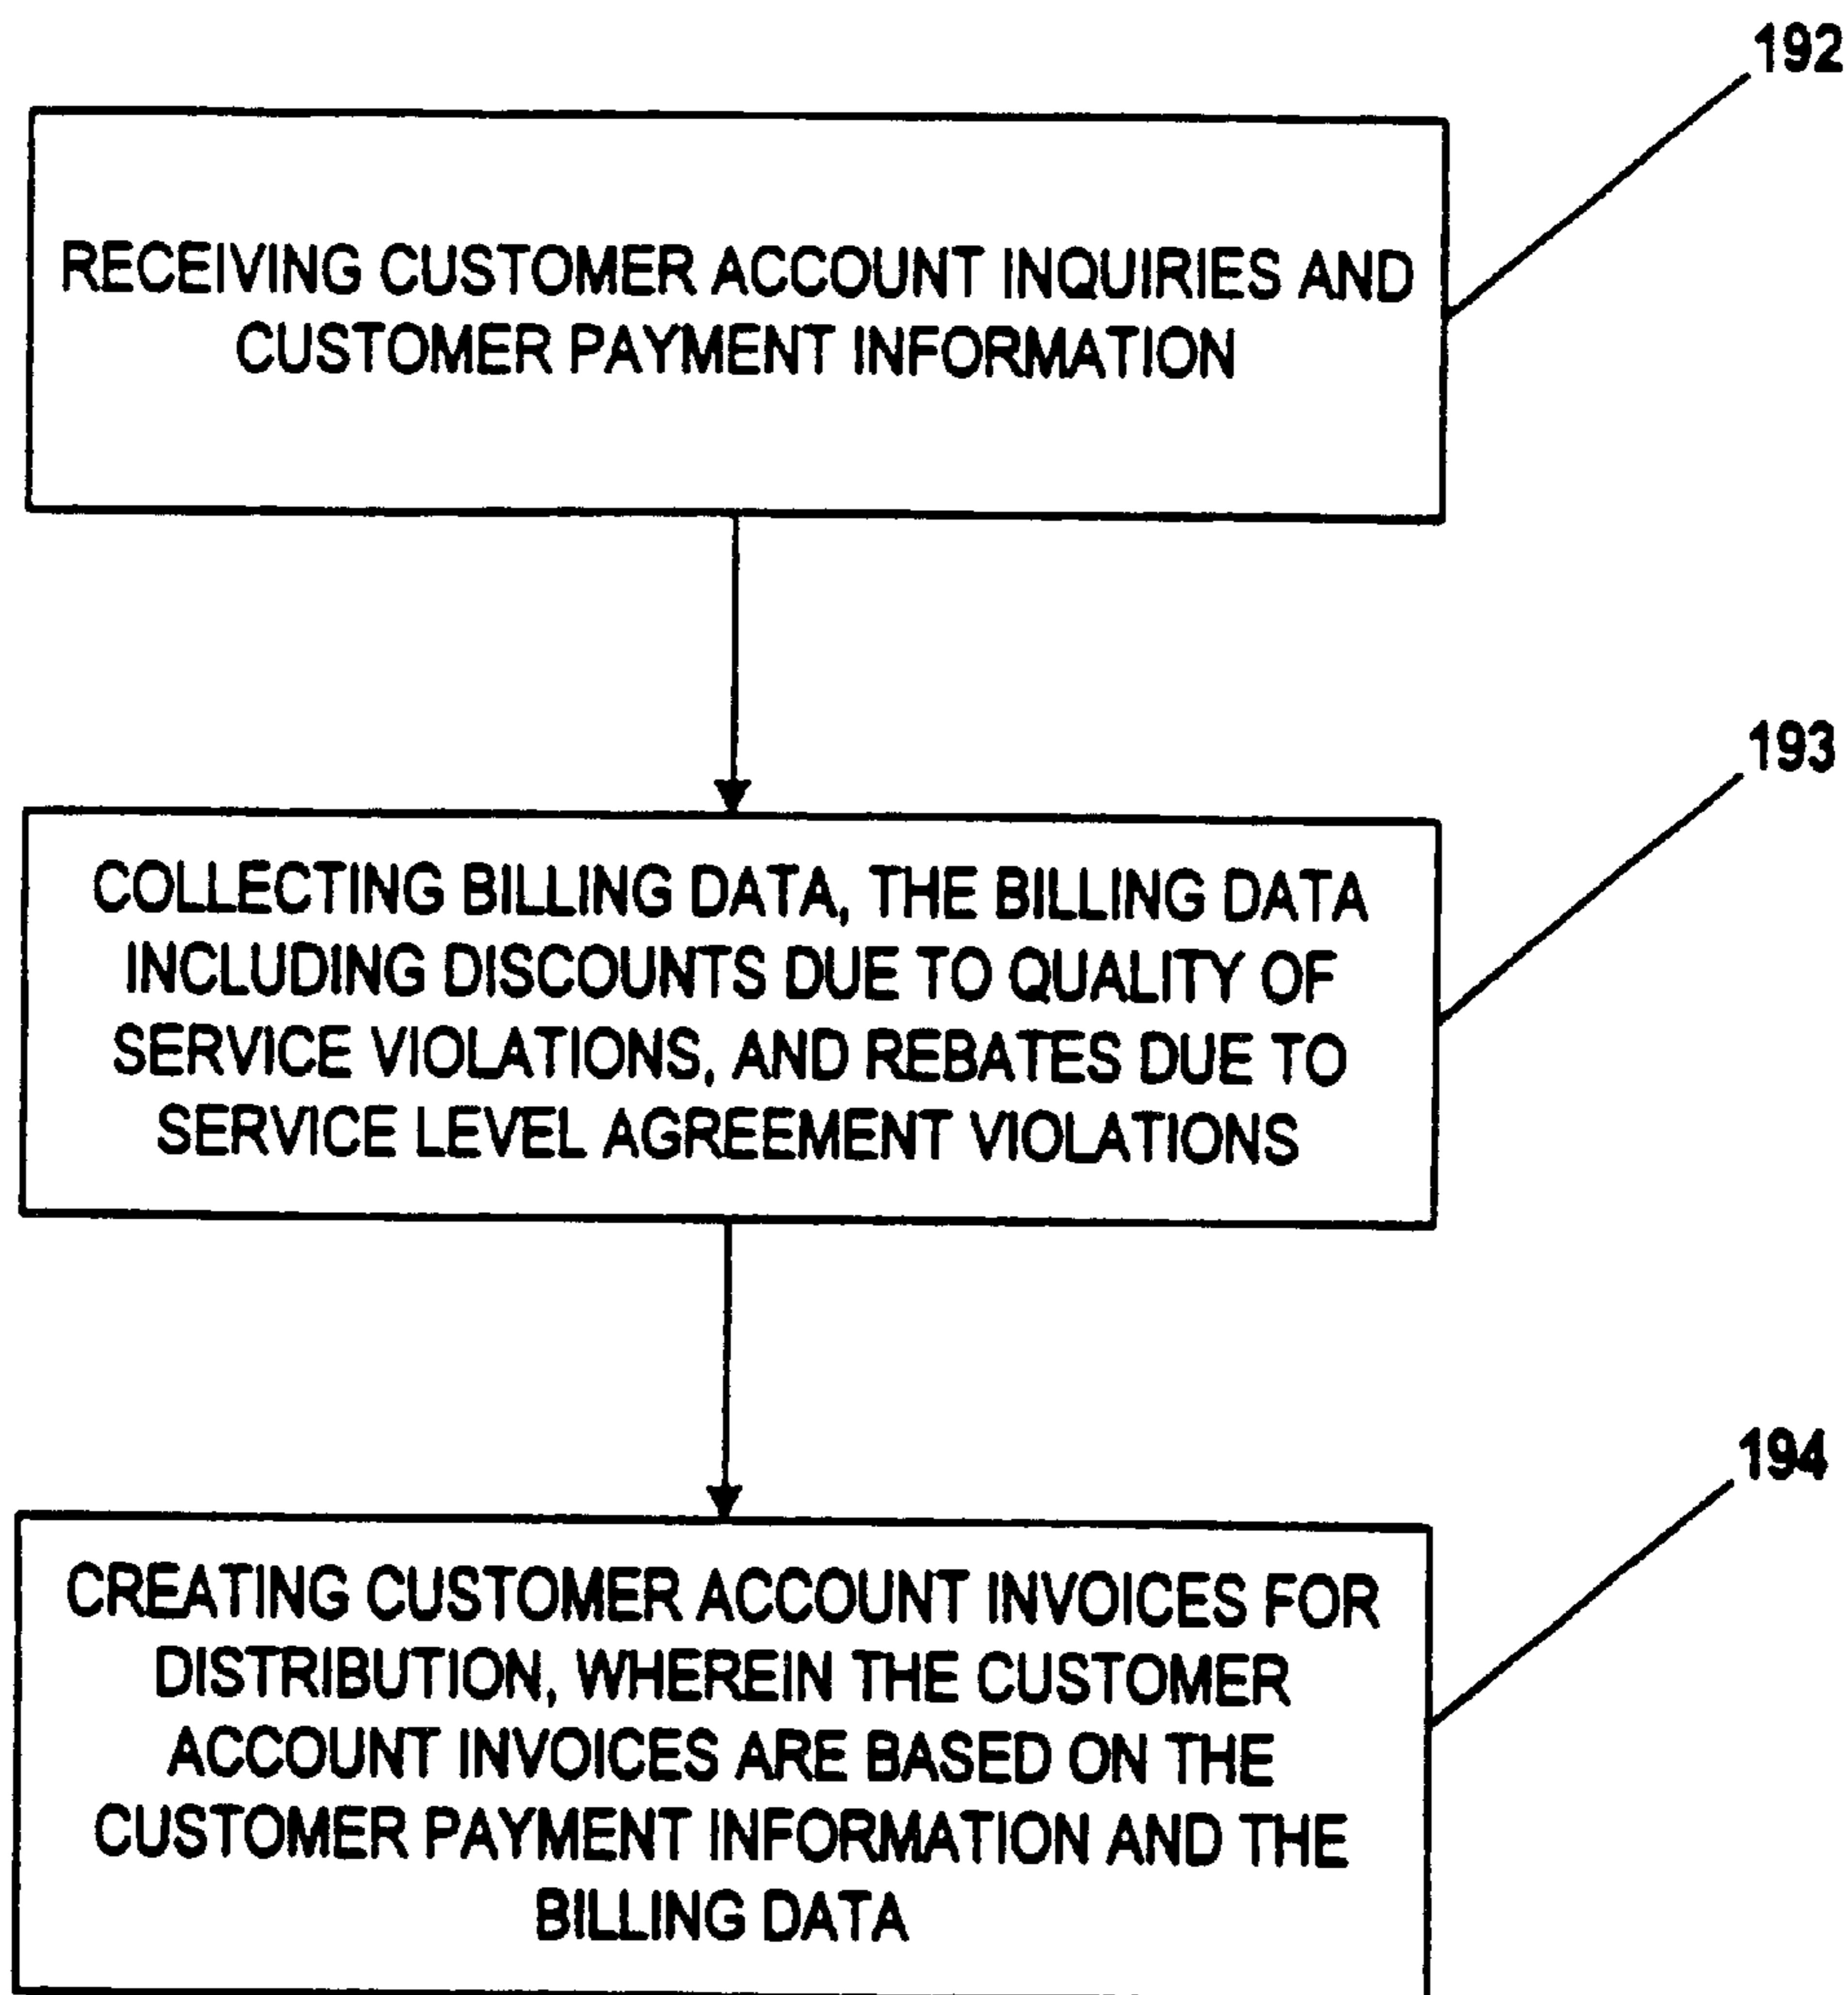 192
RECEIVING CUSTOMER ACCOUNT INQUIRIES AND
CUSTOMER PAYMENT INFORMATION
193
COLLECTING BILLING DATA, THE BILLING DATA
INCLUDING DISCOUNTS DUE TO QUALITY OF
SERVICE VIOLATIONS, AND REBATES DUE TO
SERVICE LEVEL AGREEMENT VIOLATIONS
194
CREATING CUSTOMER ACCOUNT INVOICES FOR
DISTRIBUTION, WHEREIN THE CUSTOMER
ACCOUNT INVOICES ARE BASED ON THE
CUSTOMER PAYMENT INFORMATION AND THE
BILLING DATA